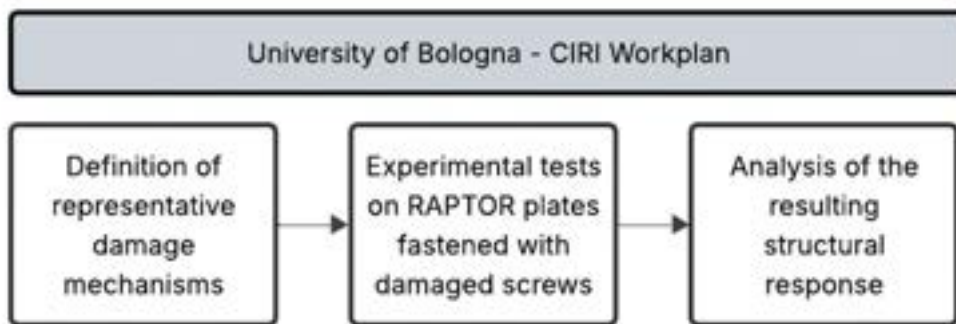 University of Bologna - CIRI Workplan
Definition of
representative
damage
mechanisms
Experimental tests
on RAPTOR plates
fastened with
damaged screws
Analysis of the
resulting
structural
response